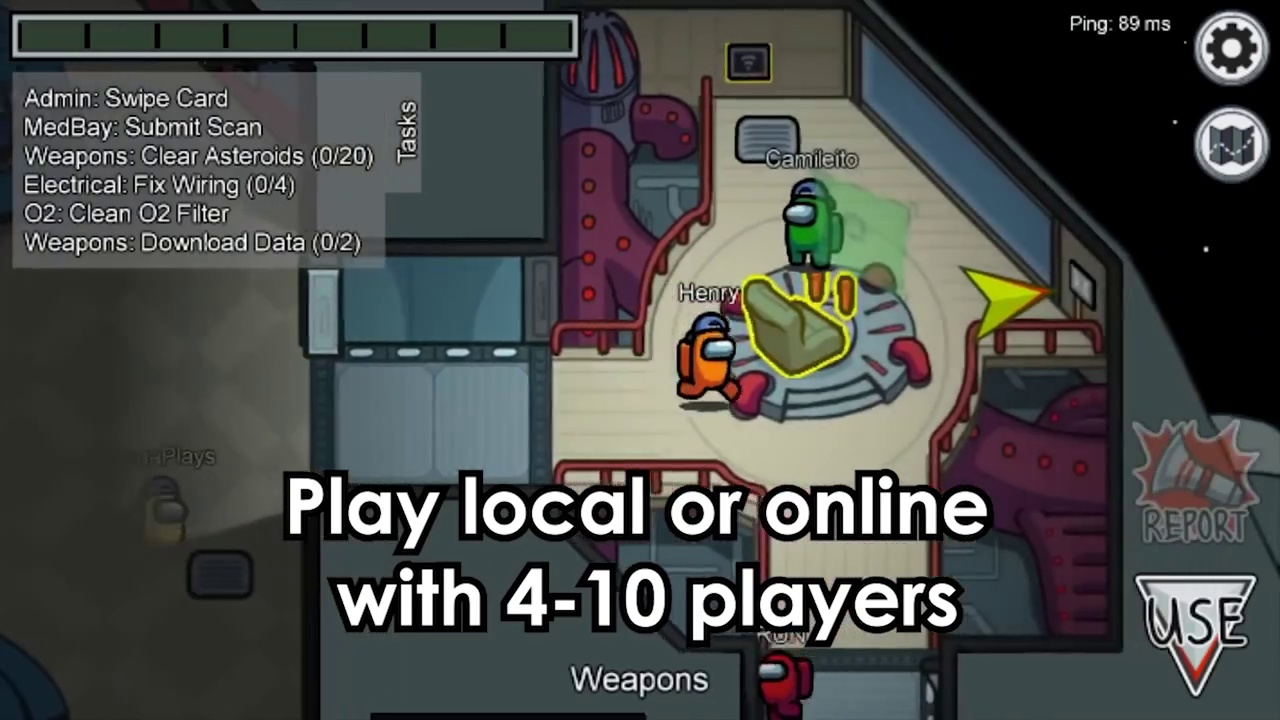 Ping: 89 ms
Admin: Swipe Card
MedBay: Submit Scan
Weapons: Clear Asteroids (0/20)
Electrical: Fix Wiring (0/4)
O2: Clean O2 Filter
Weapons: Download Data (0/2)
Tasks
Camileito
Henry
Play local or online
with 4-10 players
REPORT
USE
Weapons